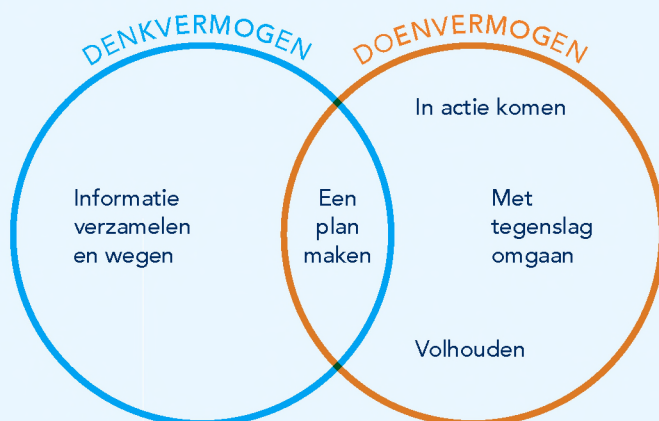 DENKVERMOGEN
DOENVERMOGEN
Informatie
verzamelen
en wegen
Een
plan
maken
In actie komen
Met
tegenslag
omgaan
Volhouden